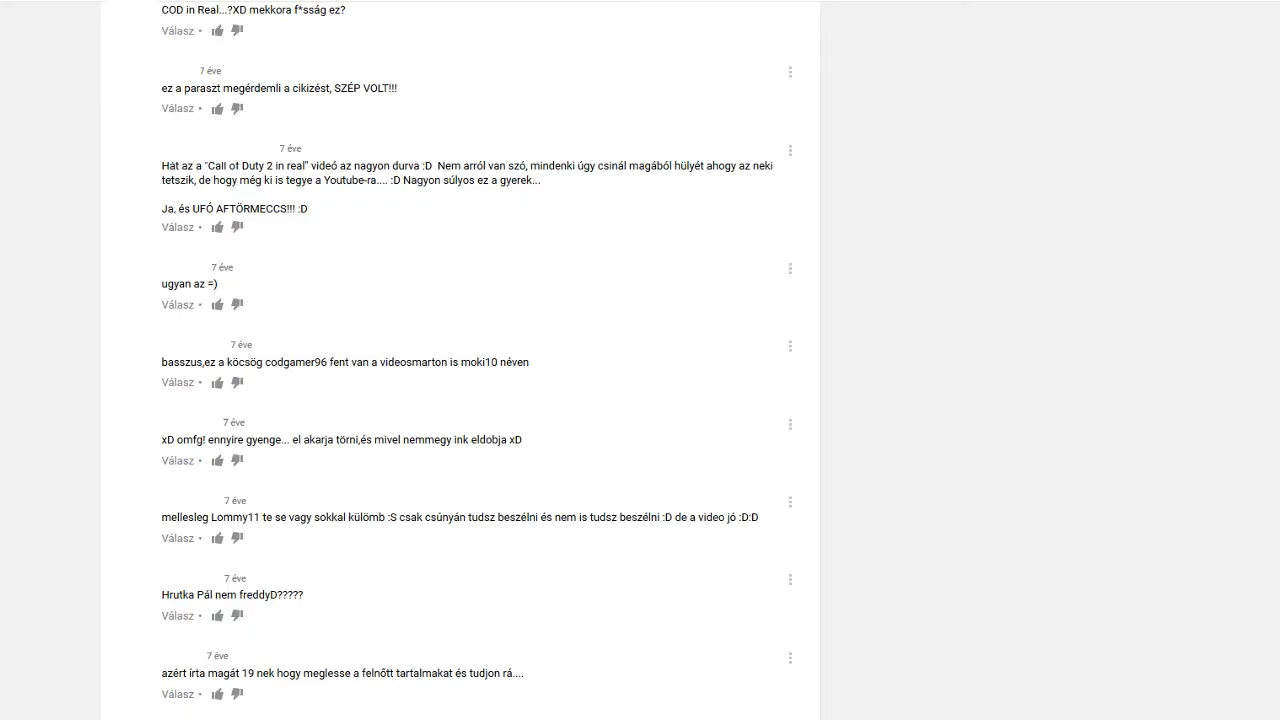 COD in Real...?XD mekkora f*sság ez?
Válasz •
7 éve
ez a paraszt megérdemli a cikizést, SZÉP VOLT!!!
Válasz •
7 éve
Hát az a "Call of Duty 2 in real" videó az nagyon durva :D  Nem arról van szó, mindenki úgy csinál magából hülyét ahogy az neki
tetszik, de hogy még ki is tegye a Youtube-ra.... :D Nagyon súlyos ez a gyerek...
Ja, és UFÓ AFTÖRMECCS!!! :D
Válasz •
7 éve
ugyan az =)
Válasz •
7 éve
basszus,ez a köcsög codgamer96 fent van a videosmarton is moki10 néven
Válasz •
7 éve
xD omfg! ennyire gyenge... el akarja törni,és mivel nemmegy ink eldobja xD
Válasz •
7 éve
mellesleg Lommy11 te se vagy sokkal külömb :S csak csúnyán tudsz beszélni és nem is tudsz beszélni :D de a video jó :D:D
Válasz •
7 éve
Hrutka Pál nem freddyD?????
Válasz •
7 éve
azért írta magát 19 nek hogy meglesse a felnőtt tartalmakat és tudjon rá....
Válasz •